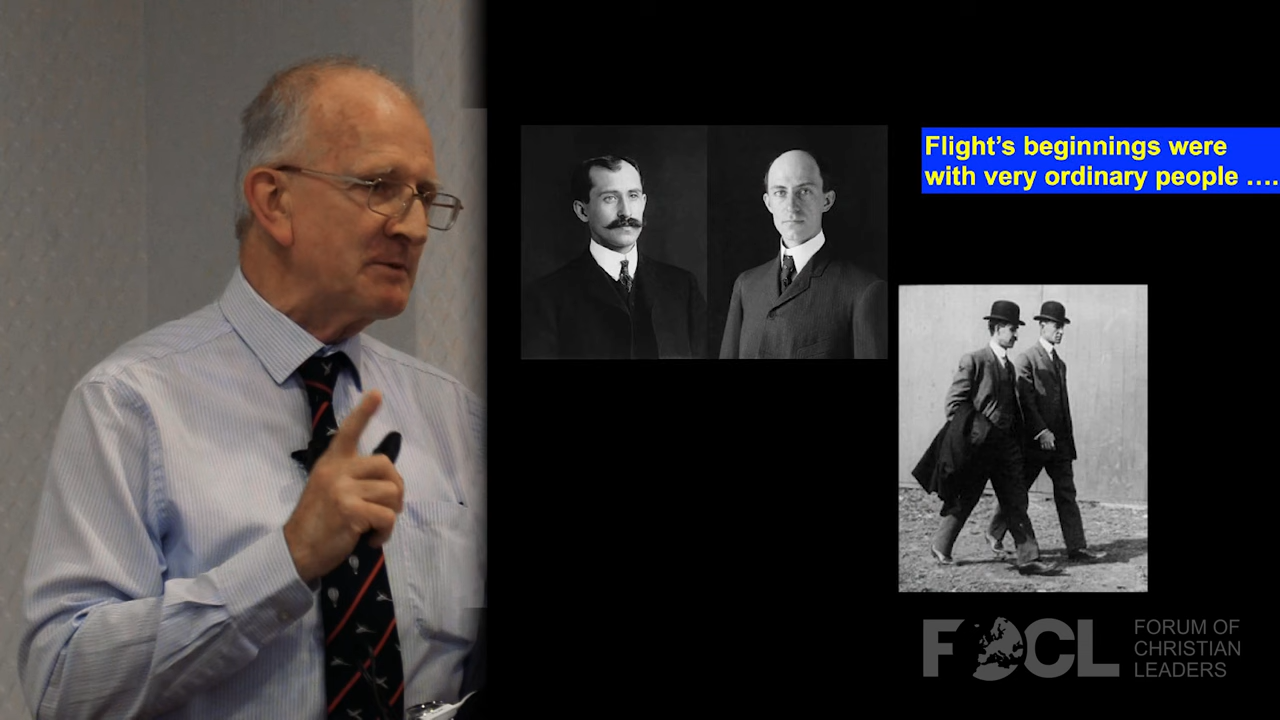 Flight’s beginnings were
with very ordinary people ….
FOCL
FORUM OF
CHRISTIAN
LEADERS